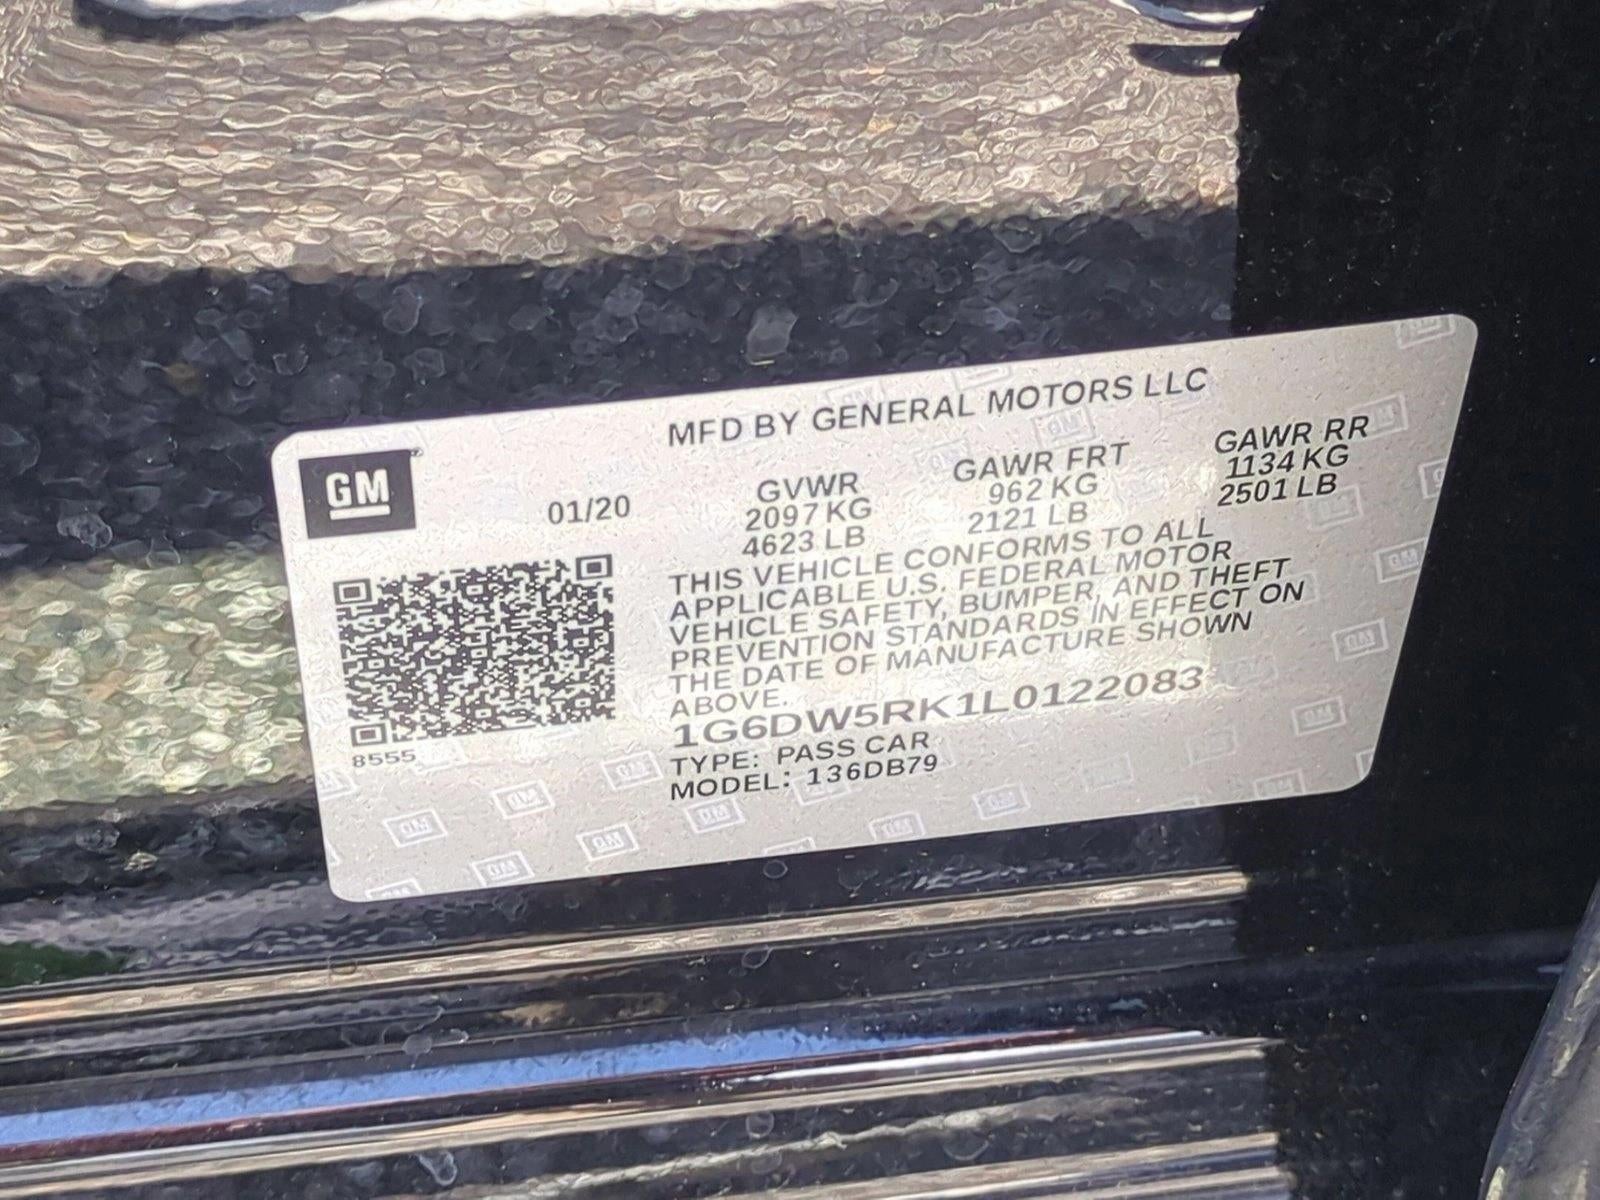 MFD BY GENERAL MOTORS LLC
GM
01/20
GVWR
2097 KG
4623 LB
GAWR FRT
962 KG
2121 LB
GAWR RR
1134 KG
2501 LB
THIS VEHICLE CONFORMS TO ALL
APPLICABLE U.S. FEDERAL MOTOR
VEHICLE SAFETY, BUMPER, AND THEFT
PREVENTION STANDARDS IN EFFECT ON
THE DATE OF MANUFACTURE SHOWN
ABOVE.
1G6DW5RK1L0122083
TYPE: PASS CAR
MODEL: 136DB79
8555